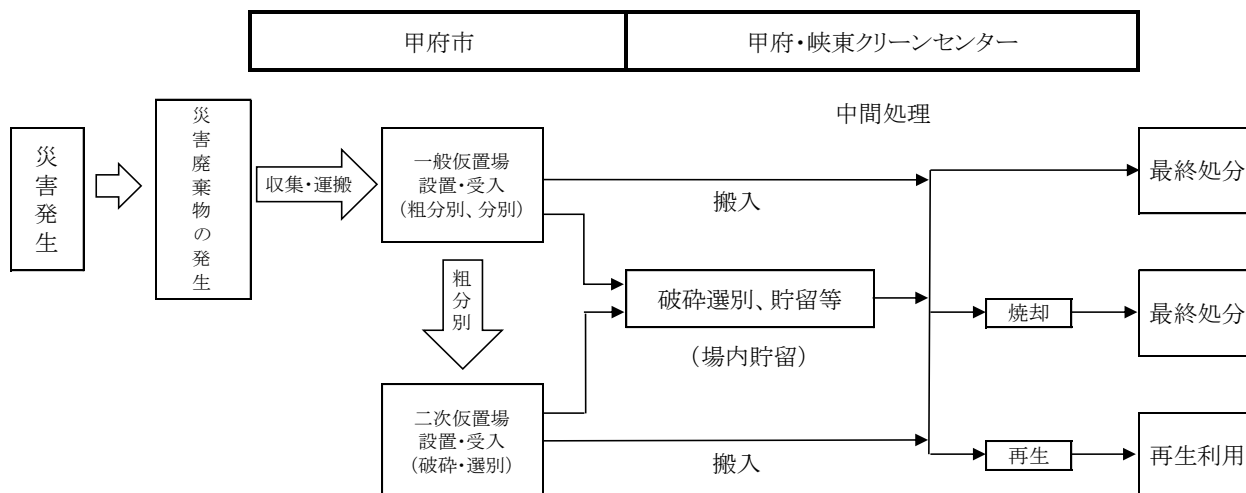 甲府市
甲府・峡東クリーンセンター
中間処理
災害発生
災害廃棄物の発生
収集・運搬
一般仮置場
設置・受入
(粗分別、分別)
搬入
最終処分
粗分別
破砕選別、貯留等
(場内貯留)
焼却
最終処分
二次仮置場
設置・受入
(破砕・選別)
搬入
再生
再生利用